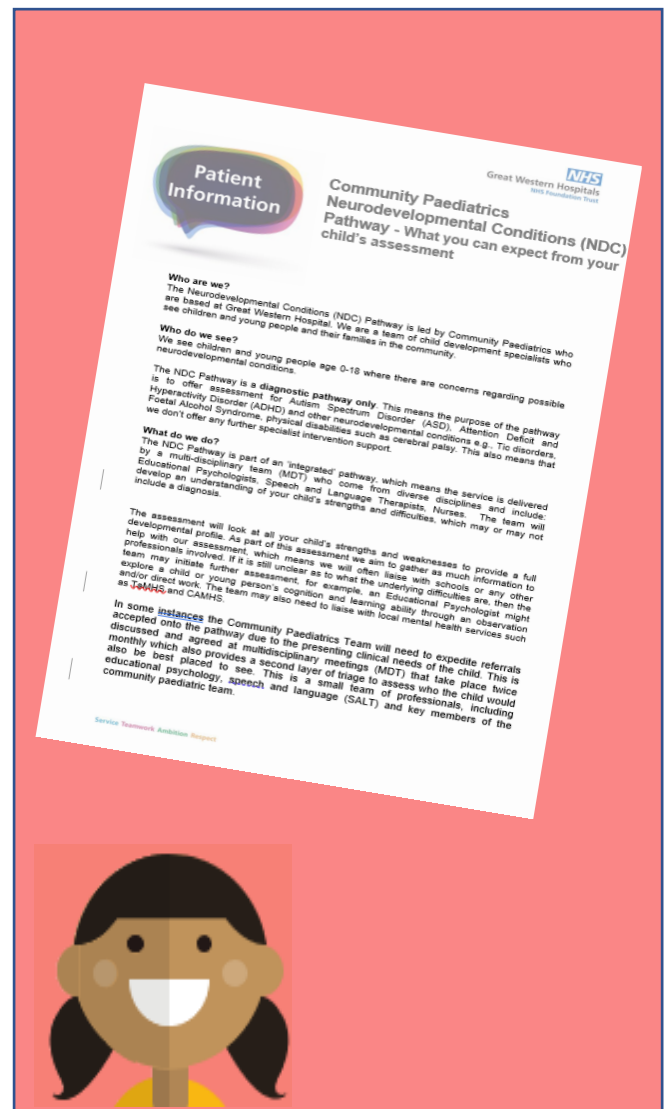 Patient
Information
NHS
Great Western Hospitals
NHS Foundation Trust
Community Paediatrics
Neurodevelopmental Conditions (NDC)
Pathway - What you can expect from your
child's assessment
Who are we?
The Neurodevelopmental Conditions (NDC) Pathway is led by Community Paediatrics who
are based at Great Western Hospital. We are a team of child development specialists who
see children and young people and their families in the community.
Who do we see?
We see children and young people age 0-18 where there are concerns regarding possible
neurodevelopmental conditions.
The NDC Pathway is a diagnostic pathway only. This means the purpose of the pathway
is to offer assessment for Autism Spectrum Disorder (ASD), Attention Deficit and
Hyperactivity Disorder (ADHD) and other neurodevelopmental conditions e.g., Tic disorders,
Foetal Alcohol Syndrome, physical disabilities such as cerebral palsy. This also means that
we don't offer any further specialist intervention support.
What do we do?
The NDC Pathway is part of an 'integrated' pathway, which means the service is delivered
by a multi-disciplinary team (MDT) who come from diverse disciplines and include:
Educational Psychologists, Speech and Language Therapists, Nurses. The team will
develop an understanding of your child's strengths and difficulties, which may or may not
include a diagnosis.
The assessment will look at all your child's strengths and weaknesses to provide a full
developmental profile. As part of this assessment we aim to gather as much information to
help with our assessment, which means we will often liaise with schools or any other
professionals involved. If it is still unclear as to what the underlying difficulties are, then the
team may initiate further assessment, for example, an Educational Psychologist might
explore a child or young person's cognition and learning ability through an observation
and/or direct work. The team may also need to liaise with local mental health services such
as TaMHS and CAMHS.
In some instances the Community Paediatrics Team will need to expedite referrals
accepted onto the pathway due to the presenting clinical needs of the child. This is
discussed and agreed at multidisciplinary meetings (MDT) that take place twice
monthly which also provides a second layer of triage to assess who the child would
also be best placed to see. This is a small team of professionals, including
educational psychology, speech and language (SALT) and key members of the
community paediatric team.
Service Teamwork Ambition Respect